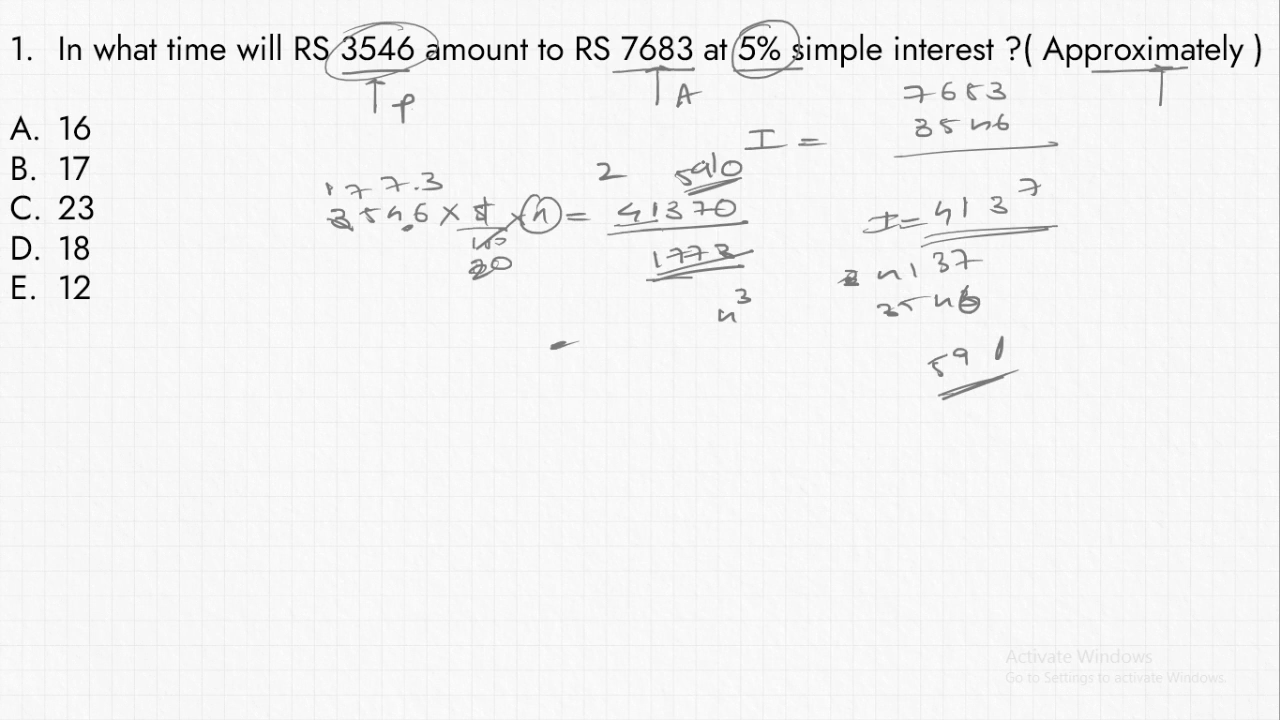 1. In what time will RS 3546 amount to RS 7683 at 5% simple interest ?( Approximately )
P
A
7683
3546
A. 16
I =
B. 17
2 5910
177.3
C. 23
3546 × 5 × n = 41370
I = 4137
100
20
1773
D. 18
4137
3546
E. 12
n
3
591
Activate Windows
Go to Settings to activate Windows.